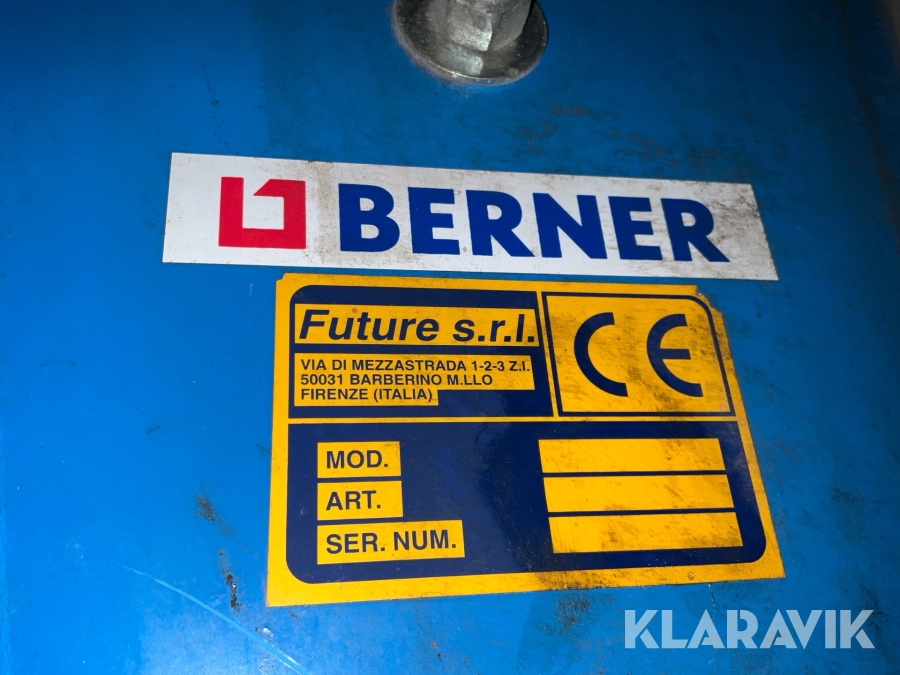 BERNER
Future s.r.l.
VIA DI MEZZASTRADA 1-2-3 Z.I.
50031 BARBERINO M.LLO
FIRENZE (ITALIA)
CE
MOD.
ART.
SER. NUM.
KLARAVIK